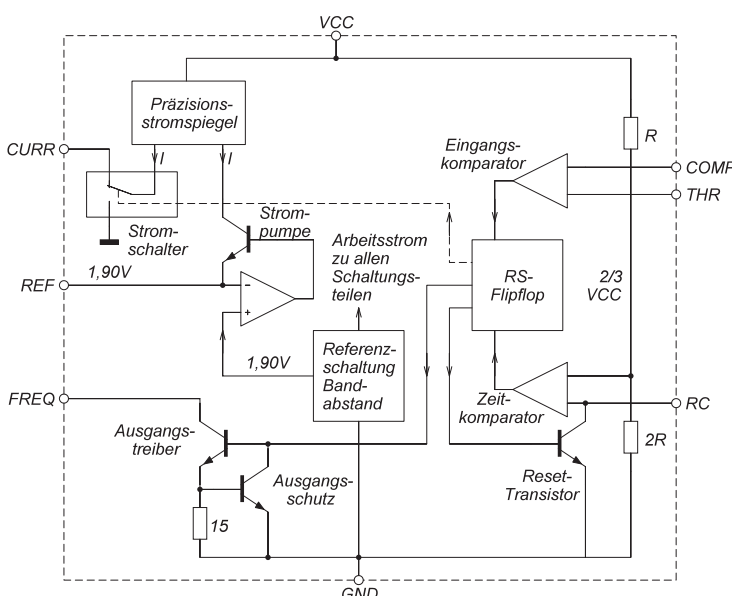 VCC
Präzisions-
stromspiegel
R
Eingangs-
komparator
CURR
I
I
COMP
THR
Strom-
schalter
Strom-
pumpe
Arbeitsstrom
zu allen
Schaltungs-
teilen
RS-
Flipflop
2/3
VCC
1,90V
REF
-
+
1,90V
Referenz-
schaltung
Band-
abstand
Zeit-
komparator
FREQ
RC
Ausgangs-
treiber
2R
Ausgangs-
schutz
Reset-
Transistor
15
GND